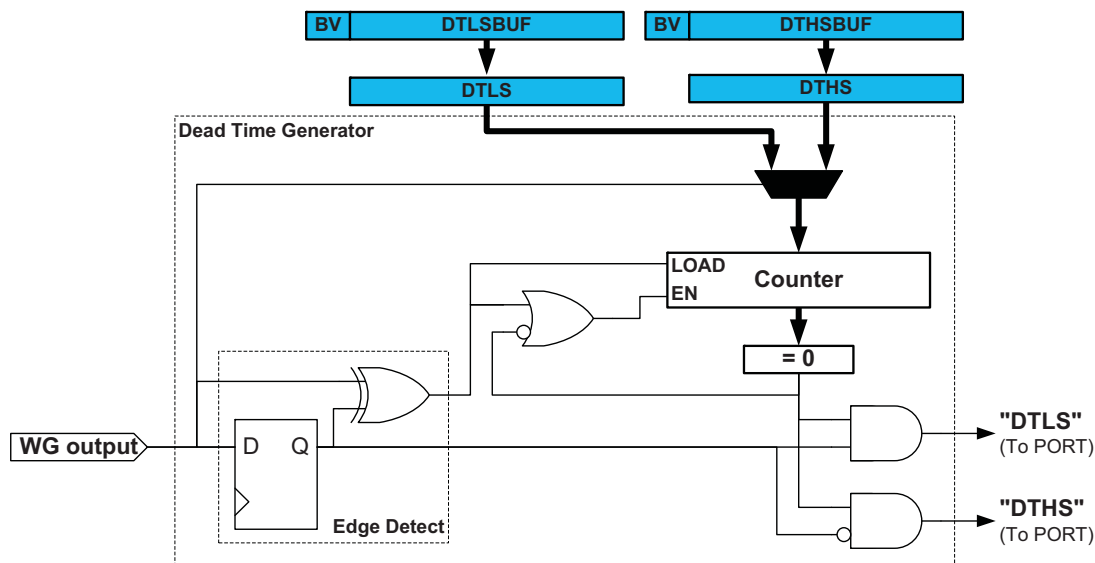 BV
DTLSBUF
BV
DTHSBUF
DTLS
DTHS
Dead Time Generator
LOAD
EN
Counter
= 0
WG output
D
Q
Edge Detect
"DTLS"
(To PORT)
"DTHS"
(To PORT)